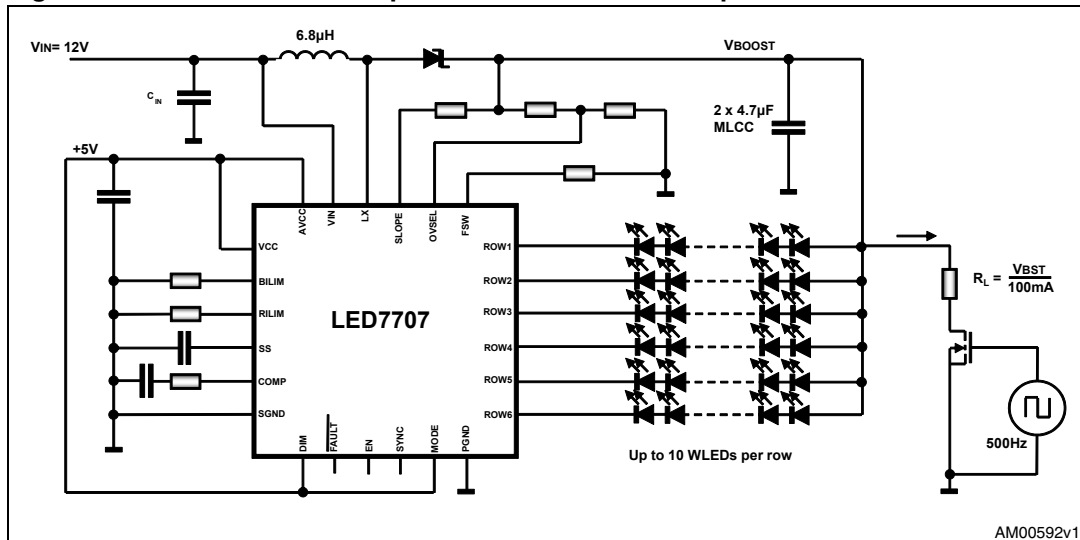 VIN= 12V
6.8µH
VBOOST
C IN
2 x 4.7µF
MLCC
+5V
AVCC
VIN
LX
SLOPE
OVSEL
FSW
VCC
BILIM
RILIM
SS
COMP
SGND
LED7707
ROW1
ROW2
ROW3
ROW4
ROW5
ROW6
RL = VBST
100mA
DIM
FAULT
EN
SYNC
MODE
PGND
Up to 10 WLEDs per row
500Hz
AM00592v1